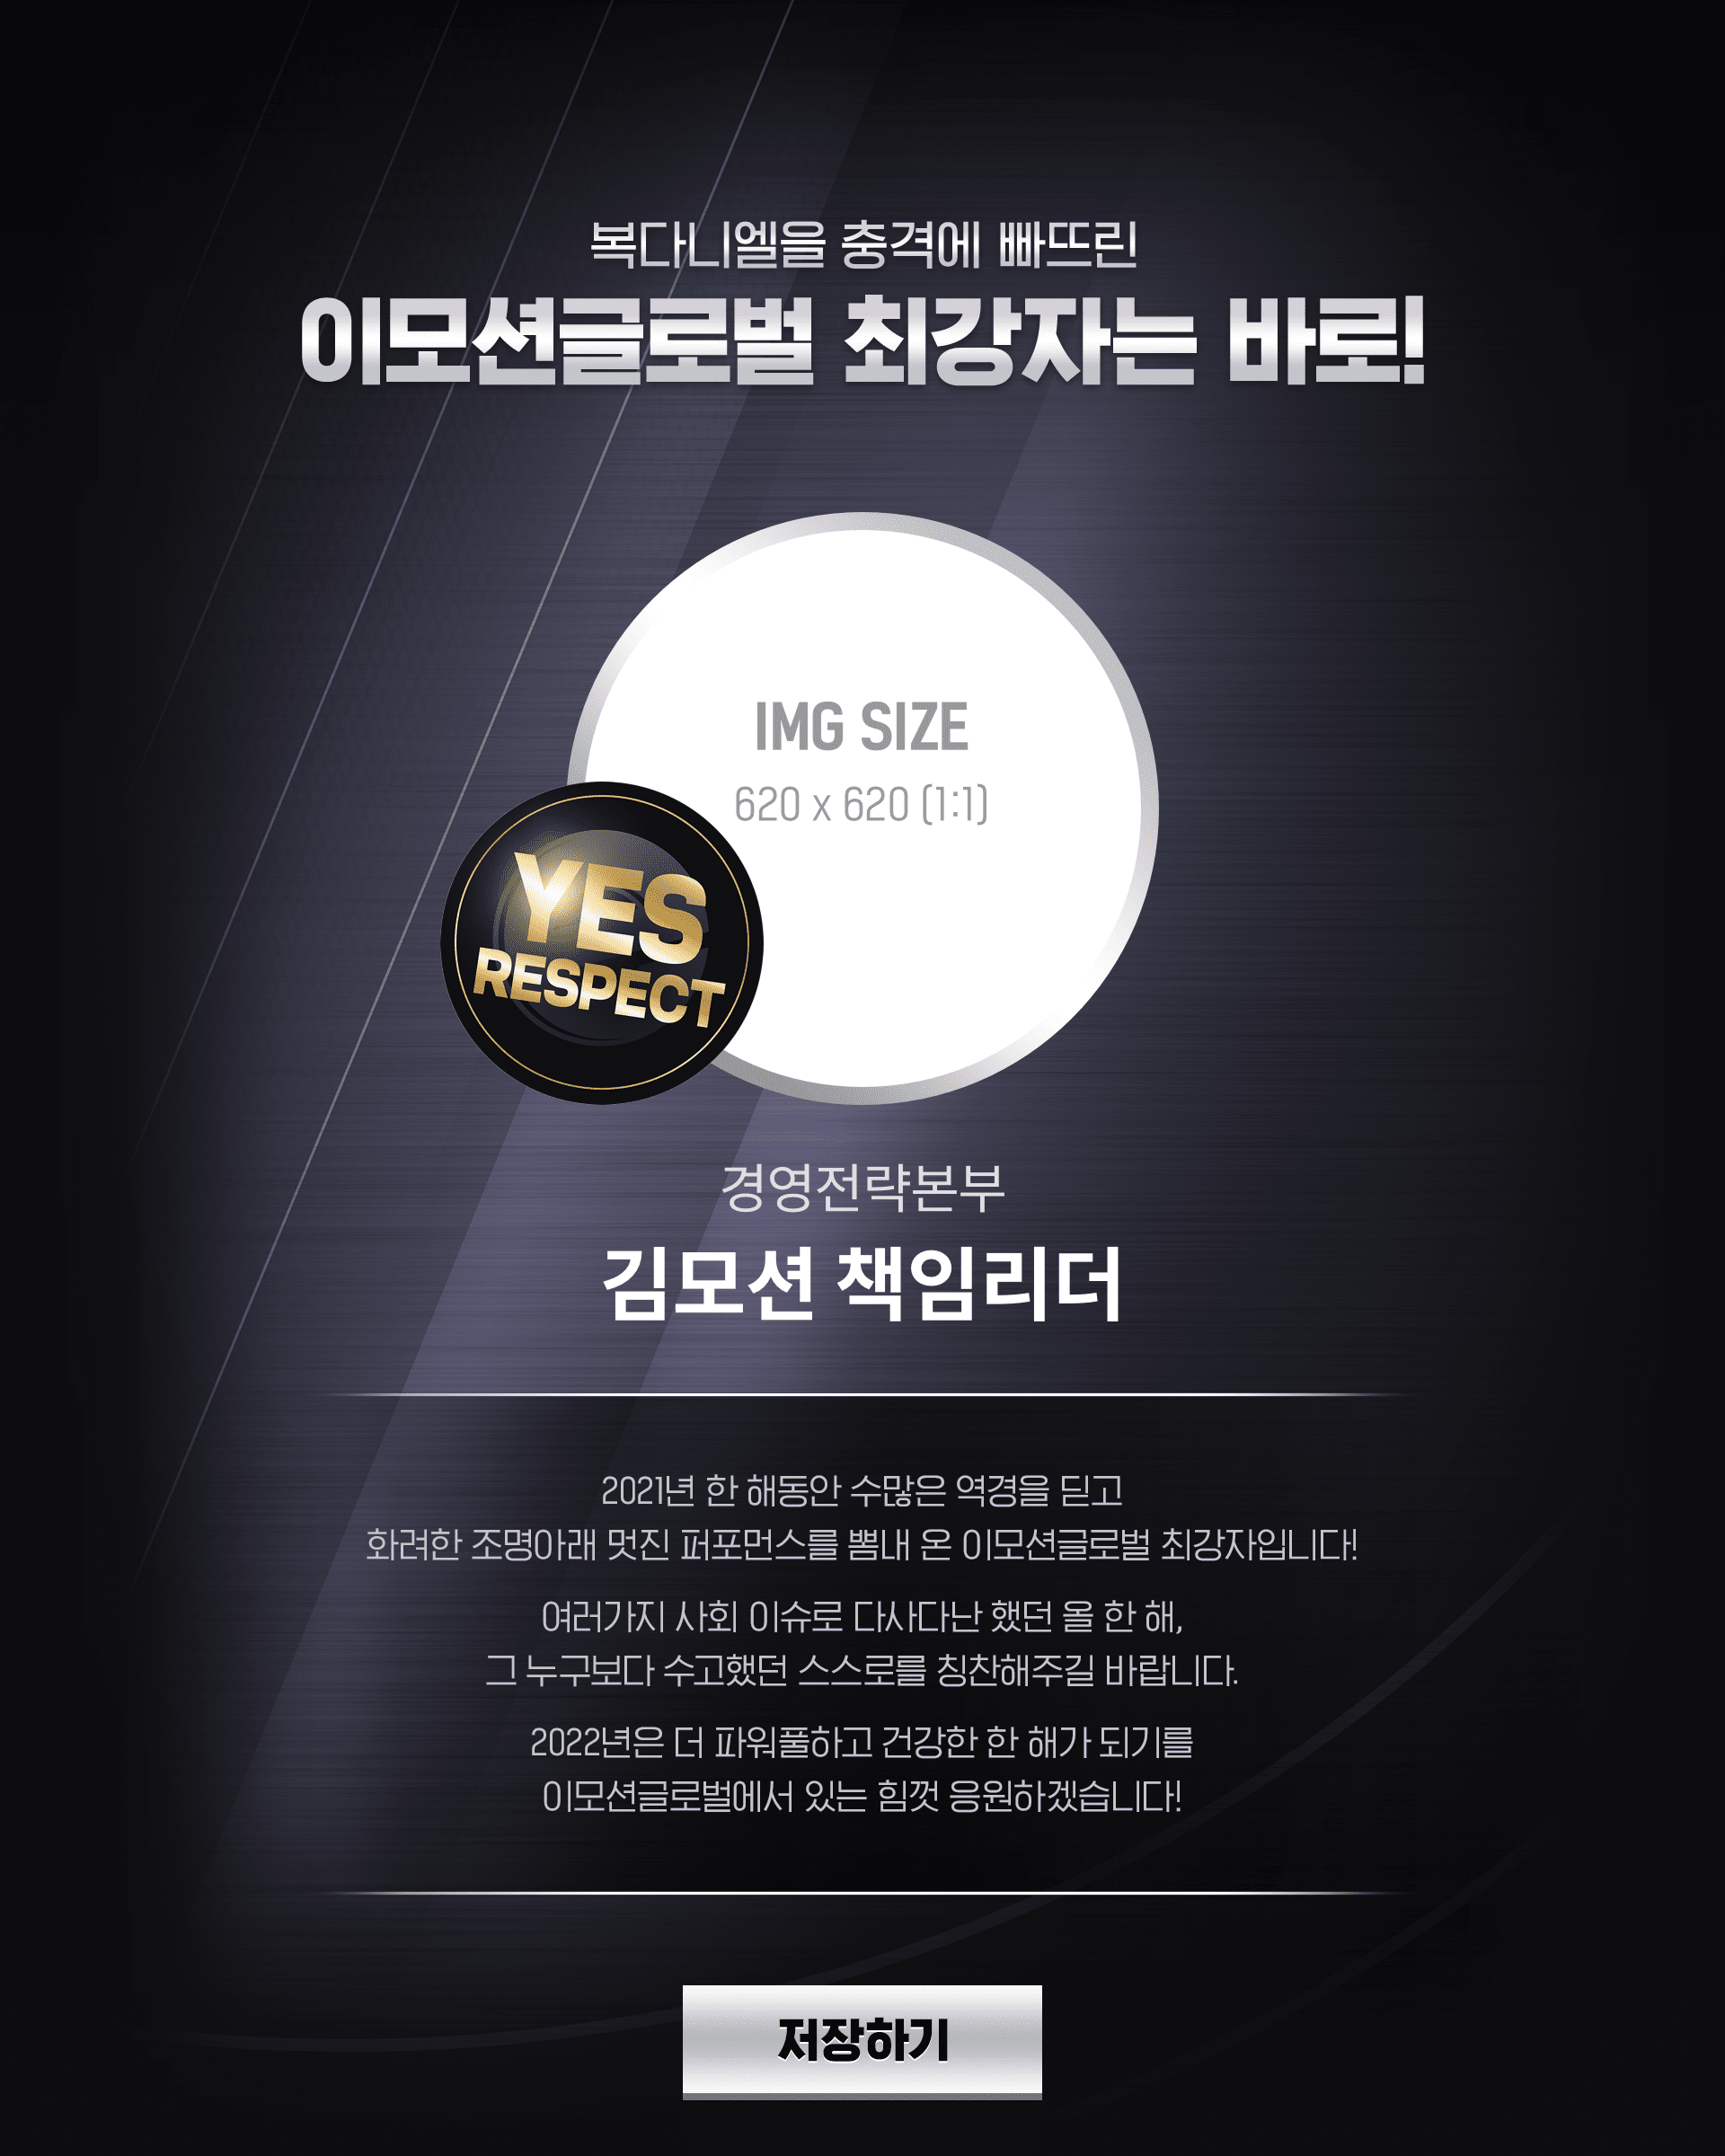 복다니엘을 충격에 빠뜨린
이모션글로벌 최강자는 바로!
IMG SIZE
620 x 620 (1:1)
YES
RESPECT
경영전략본부
김모션 책임리더
2021년 한 해동안 수많은 역경을 딛고
화려한 조명아래 멋진 퍼포먼스를 뽐내 온 이모션글로벌 최강자입니다!
여러가지 사회 이슈로 다사다난 했던 올 한 해,
그 누구보다 수고했던 스스로를 칭찬해주길 바랍니다.
2022년은 더 파워풀하고 건강한 한 해가 되기를
이모션글로벌에서 있는 힘껏 응원하겠습니다!
저장하기